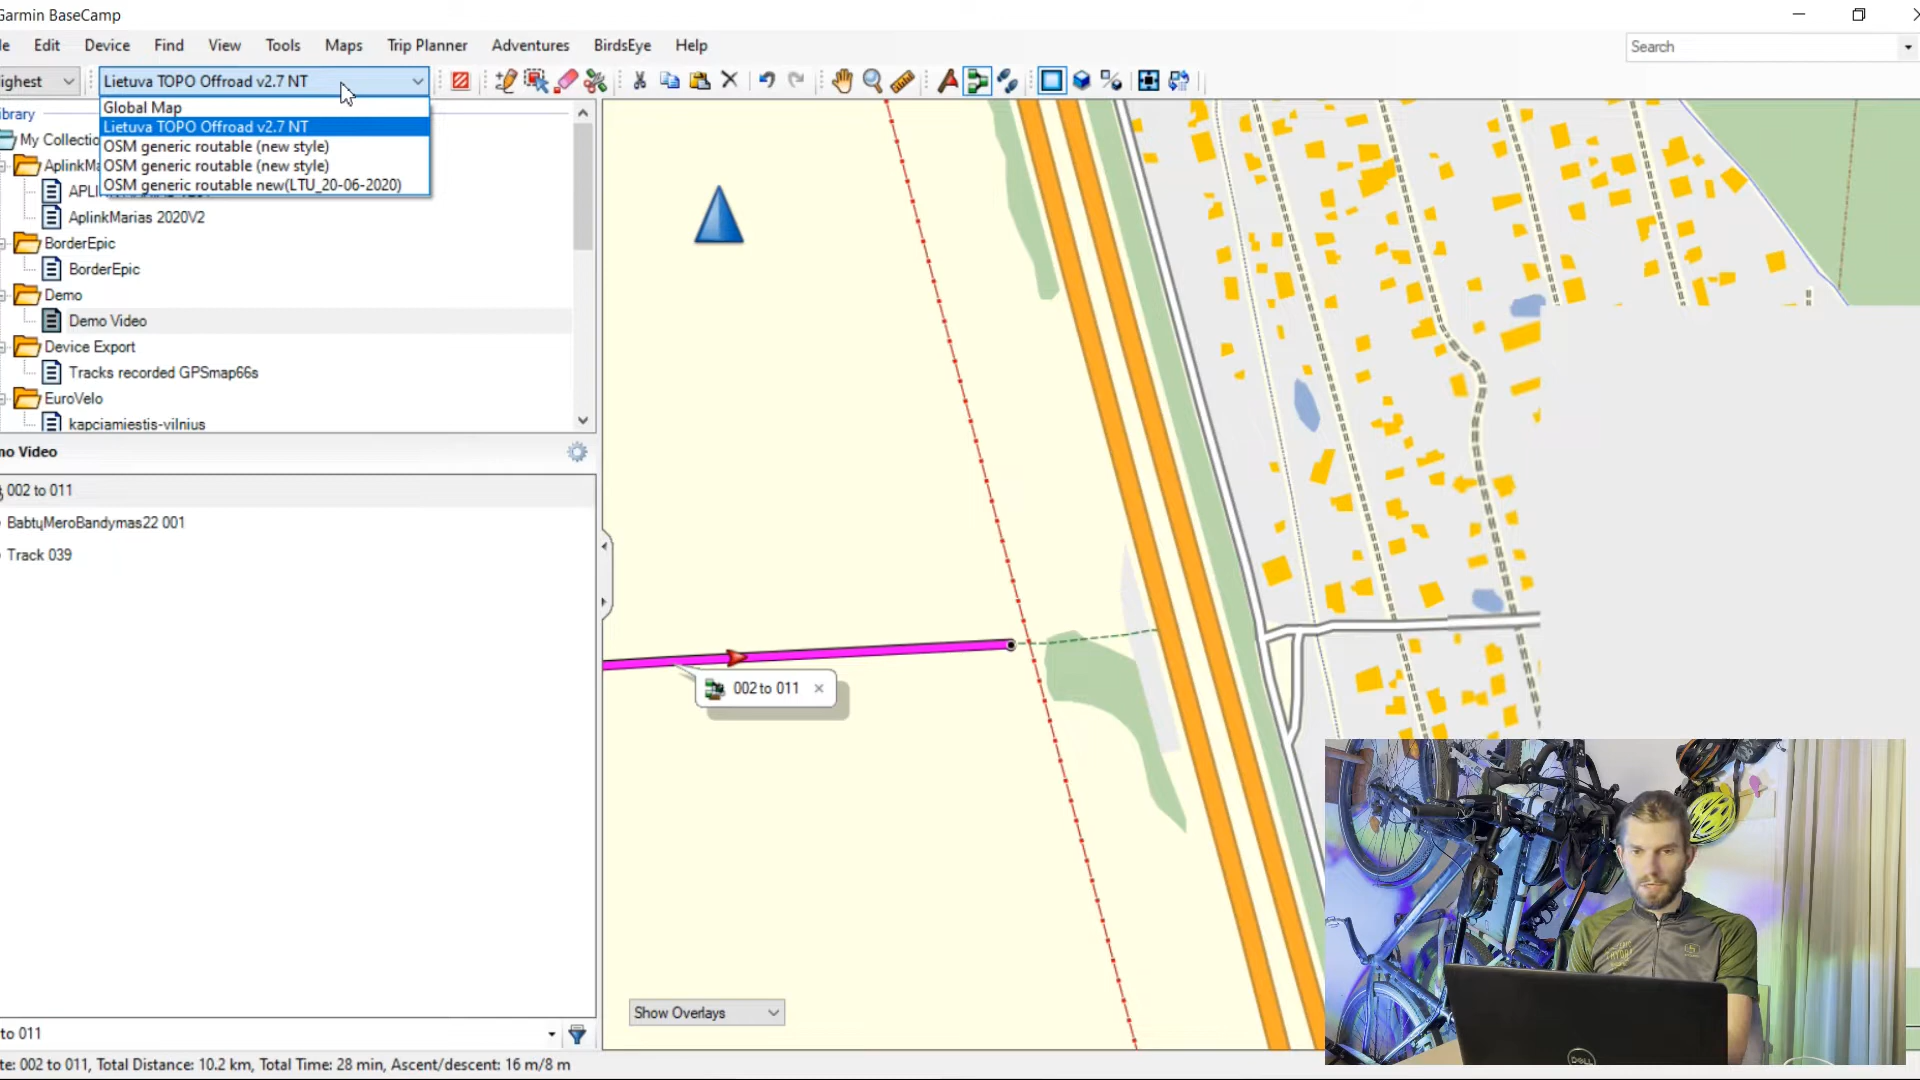 Garmin BaseCamp
le Edit Device Find View Tools Maps Trip Planner Adventures BirdsEye Help
Search
ighest
Lietuva TOPO Offroad v2.7 NT
Global Map
Lietuva TOPO Offroad v2.7 NT
OSM generic routable (new style)
OSM generic routable (new style)
OSM generic routable new(LTU_20-06-2020)
ibrary
My Collectio
AplinkMa
APL
AplinkMarias 2020V2
BorderEpic
BorderEpic
Demo
Demo Video
Device Export
Tracks recorded GPSmap66s
EuroVelo
kapciamiestis-vilnius
mo Video
002 to 011
BabtųMeroBandymas22 001
Track 039
002 to 011
Show Overlays
to 011
te: 002 to 011, Total Distance: 10.2 km, Total Time: 28 min, Ascent/descent: 16 m/8 m
DELL